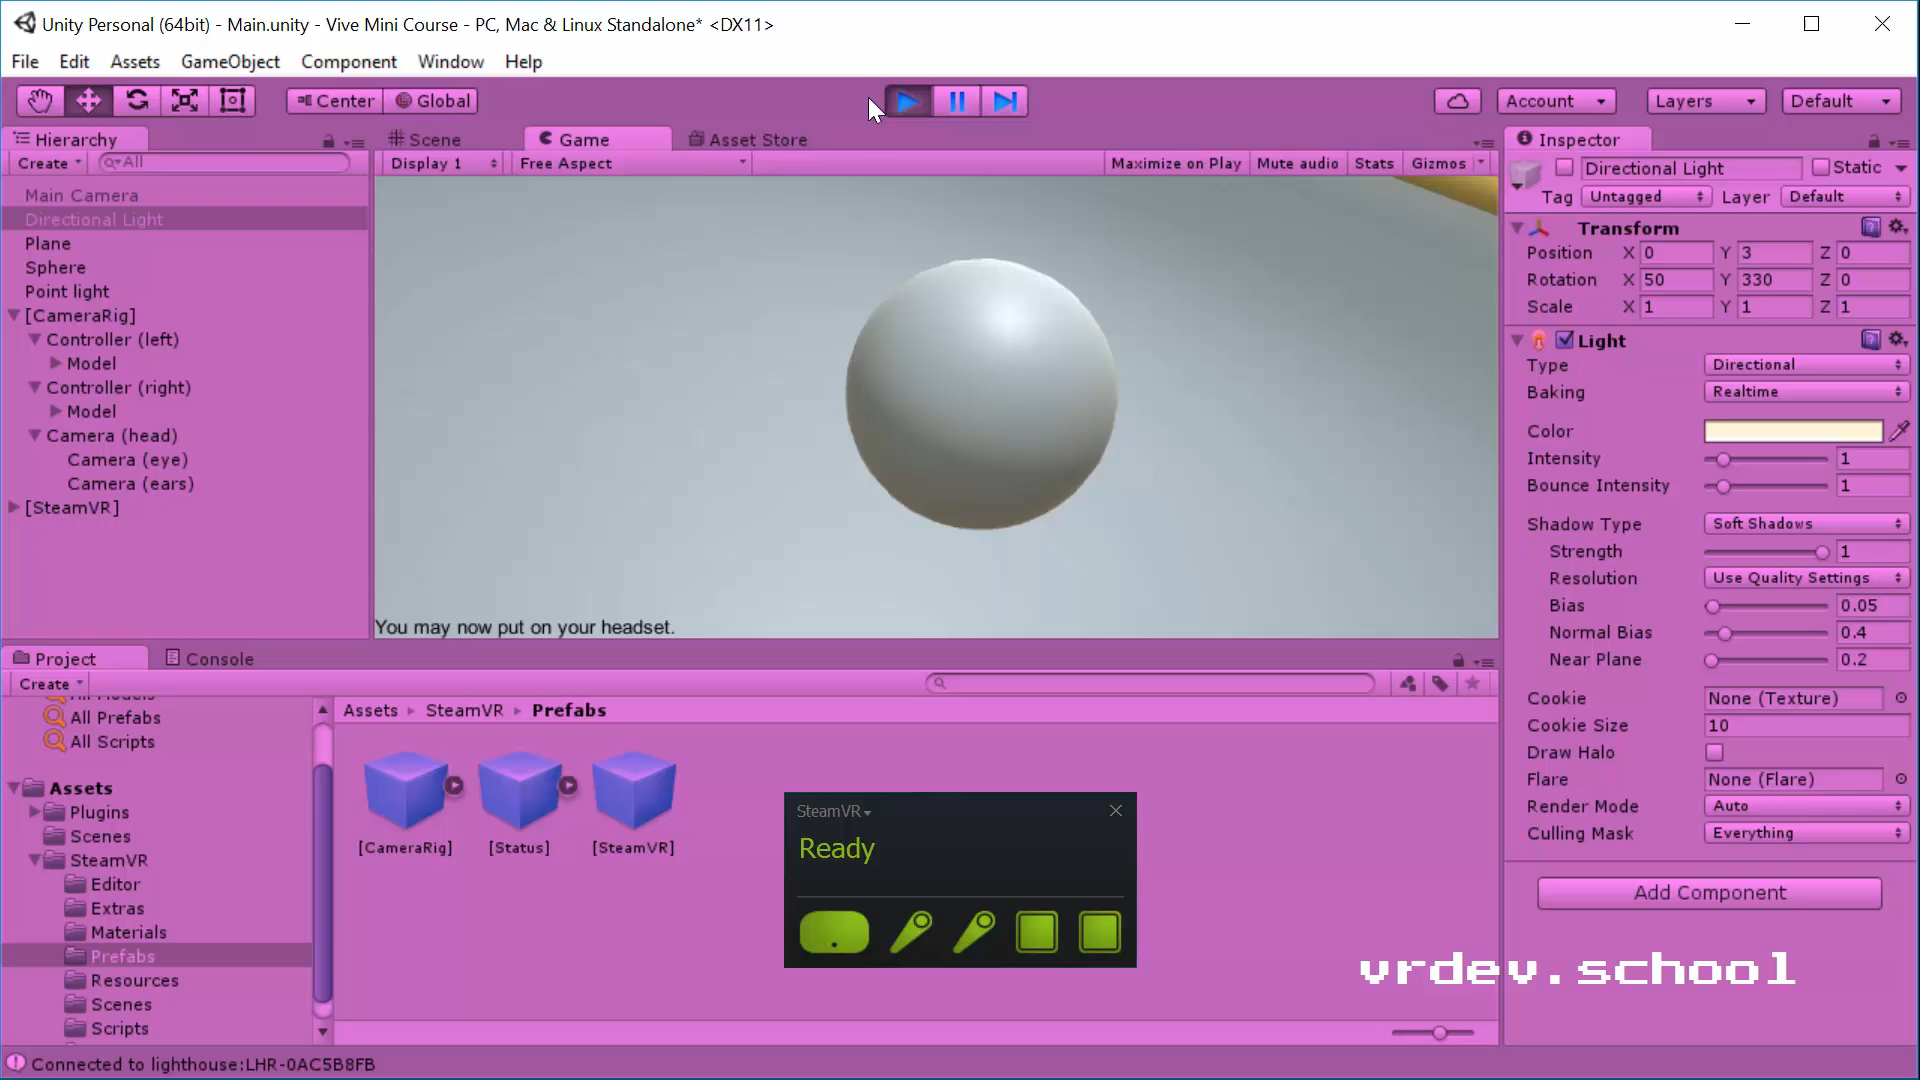 Unity Personal (64bit) - Main.unity - Vive Mini Course - PC, Mac & Linux Standalone* <DX11>
File Edit Assets GameObject Component Window Help
Center Global Account Layers Default
Hierarchy
Create All
Main Camera
Directional Light
Plane
Sphere
Point light
[CameraRig]
Controller (left)
Model
Controller (right)
Model
Camera (head)
Camera (eye)
Camera (ears)
[SteamVR]
Scene Game Asset Store
Display 1 Free Aspect Maximize on Play Mute audio Stats Gizmos
You may now put on your headset.
Inspector
Directional Light Static
Tag Untagged Layer Default
Transform
Position X 0 Y 3 Z 0
Rotation X 50 Y 330 Z 0
Scale X 1 Y 1 Z 1
Light
Type Directional
Baking Realtime
Color
Intensity 1
Bounce Intensity 1
Shadow Type Soft Shadows
Strength 1
Resolution Use Quality Settings
Bias 0.05
Normal Bias 0.4
Near Plane 0.2
Cookie None (Texture)
Cookie Size 10
Draw Halo
Flare None (Flare)
Render Mode Auto
Culling Mask Everything
Add Component
Project Console
Create
All Models
All Prefabs
All Scripts
Assets
Plugins
Scenes
SteamVR
Editor
Extras
Materials
Prefabs
Resources
Scenes
Scripts
Assets SteamVR Prefabs
[CameraRig] [Status] [SteamVR]
SteamVR
Ready
vrdev.school
Connected to lighthouse:LHR-0AC5B8FB